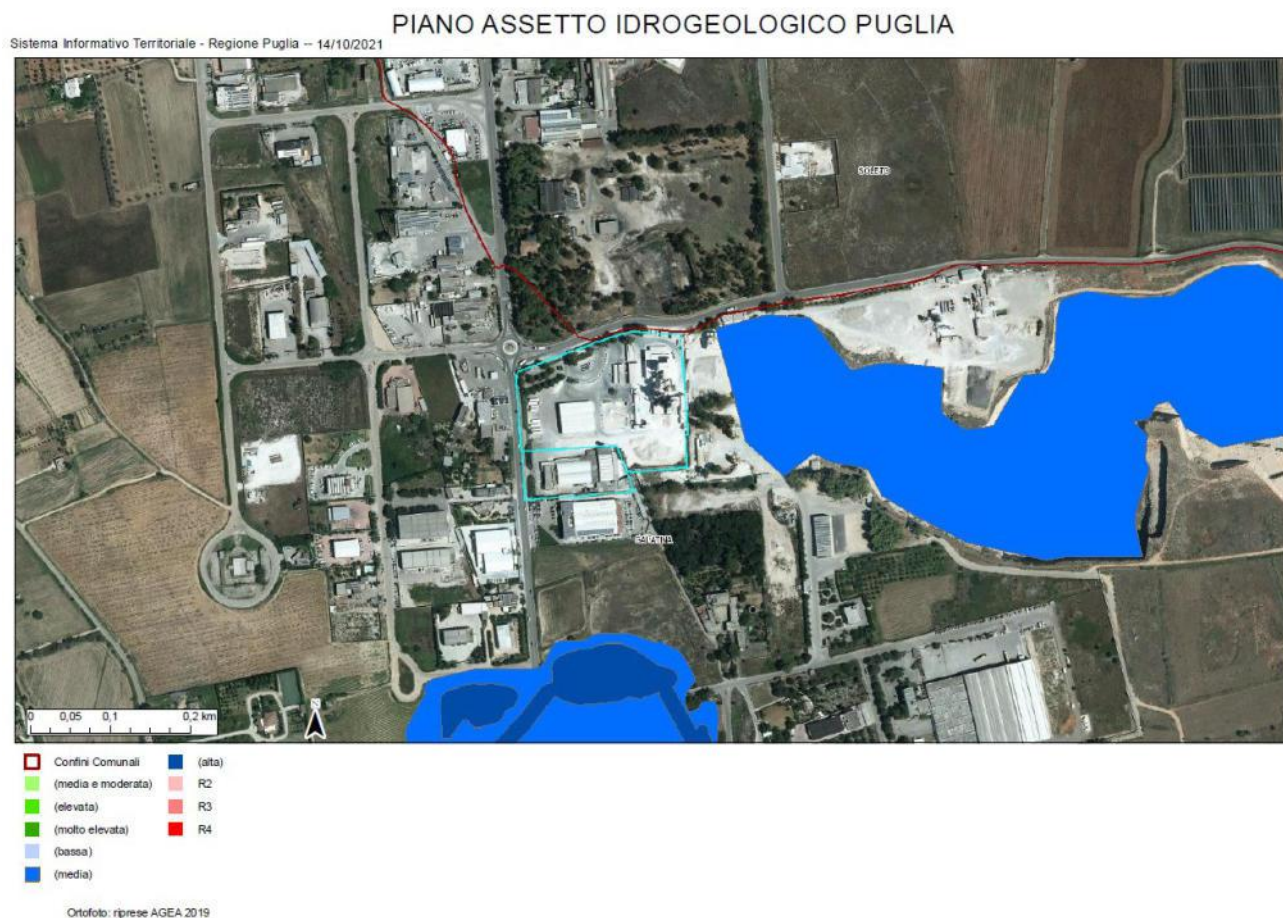 PIANO ASSETTO IDROGEOLOGICO PUGLIA
Sistema Informativo Territoriale - Regione Puglia -- 14/10/2021
SOLETO
GALATINA
N
0 0,05 0,1 0,2 km
Confini Comunali
(media e moderata)
(elevata)
(molto elevata)
(bassa)
(media)
(alta)
R2
R3
R4
Ortofoto: riprese AGEA 2019